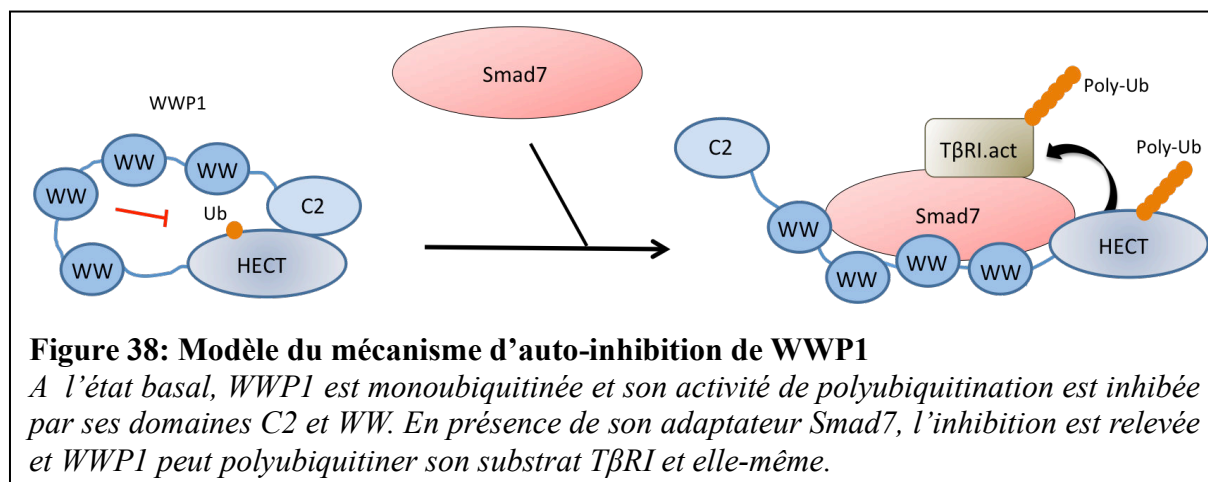 Smad7
WWP1
WW
WW
WW
C2
Ub
HECT
WW
Poly-Ub
TβRI.act
Poly-Ub
C2
Smad7
WW
HECT
WW
WW
WW
Figure 38: Modèle du mécanisme d’auto-inhibition de WWP1
A l’état basal, WWP1 est monoubiquitinée et son activité de polyubiquitination est inhibée
par ses domaines C2 et WW. En présence de son adaptateur Smad7, l’inhibition est relevée
et WWP1 peut polyubiquitiner son substrat TβRI et elle-même.